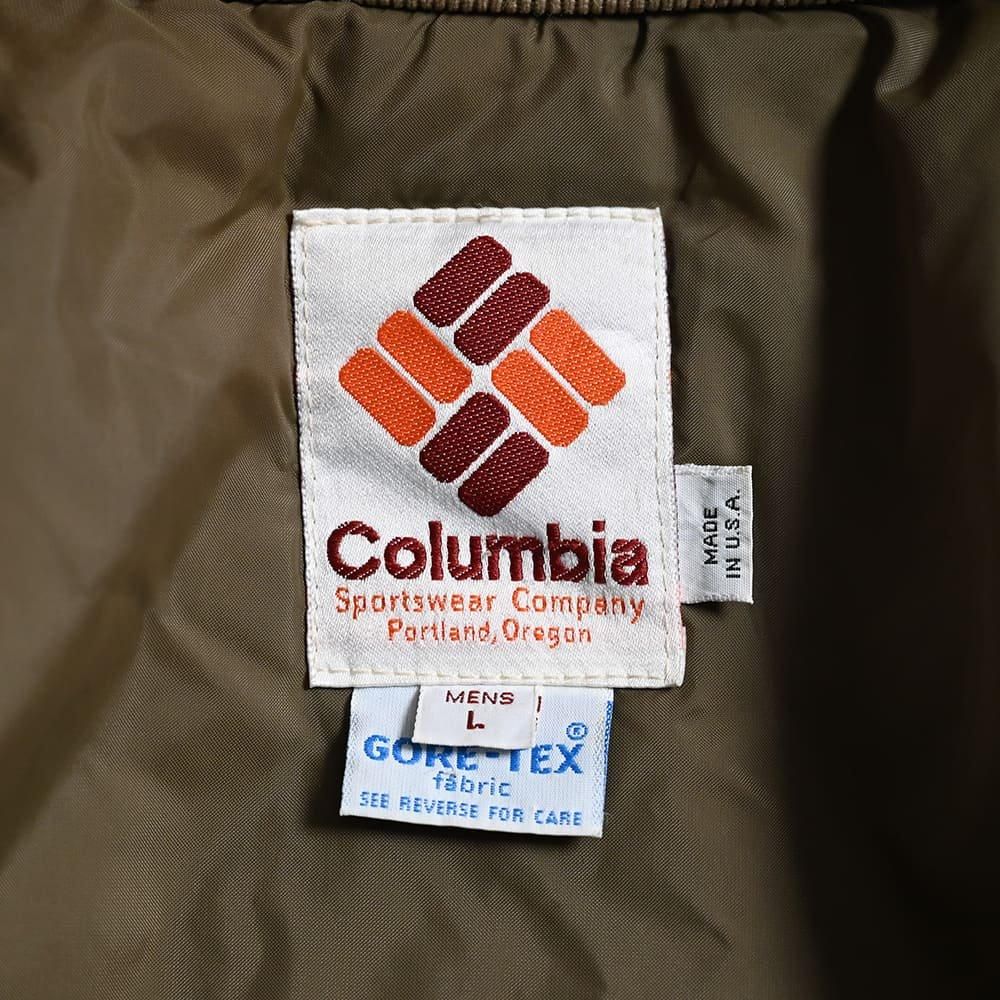 Columbia
Sportswear Company
Portland, Oregon
MADE
IN U.S.A.
MENS
L
GORE-TEX®
fabric
SEE REVERSE FOR CARE